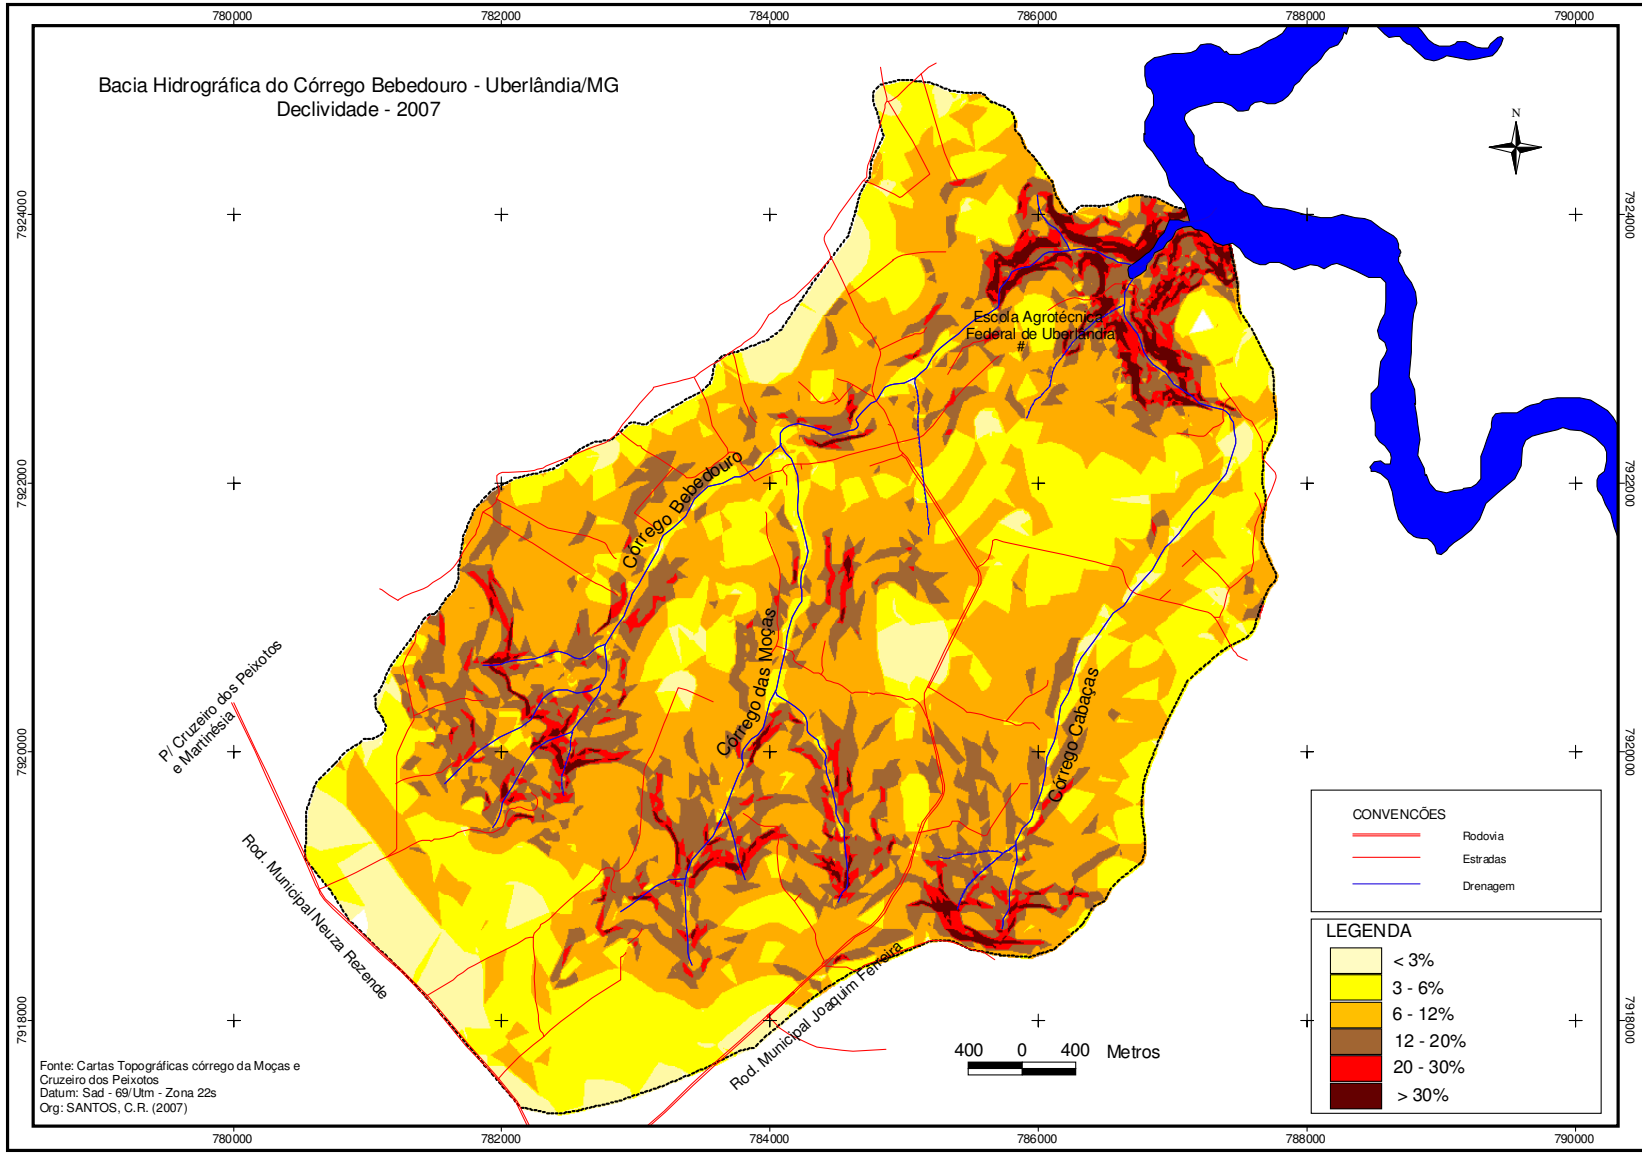 780000
782000
784000
786000
788000
790000
Bacia Hidrográfica do Córrego Bebedouro - Uberlândia/MG
Declividade - 2007
N
7924000
7924000
Escola Agrotécnica
Federal de Uberlândia
#
7922000
7922000
Córrego Bebedouro
Córrego das Moças
Córrego Cabaças
P/ Cruzeiro dos Peixotos
e Martinésia
7920000
7920000
Rod. Municipal Neuza Rezende
Rod. Municipal Joaquim Ferreira
CONVENCÕES
Rodovia
Estradas
Drenagem
LEGENDA
< 3%
3 - 6%
6 - 12%
12 - 20%
20 - 30%
> 30%
7918000
7918000
400 0 400 Metros
Fonte: Cartas Topográficas córrego da Moças e
Cruzeiro dos Peixotos
Datum: Sad - 69/Utm - Zona 22s
Org: SANTOS, C.R. (2007)
780000
782000
784000
786000
788000
790000